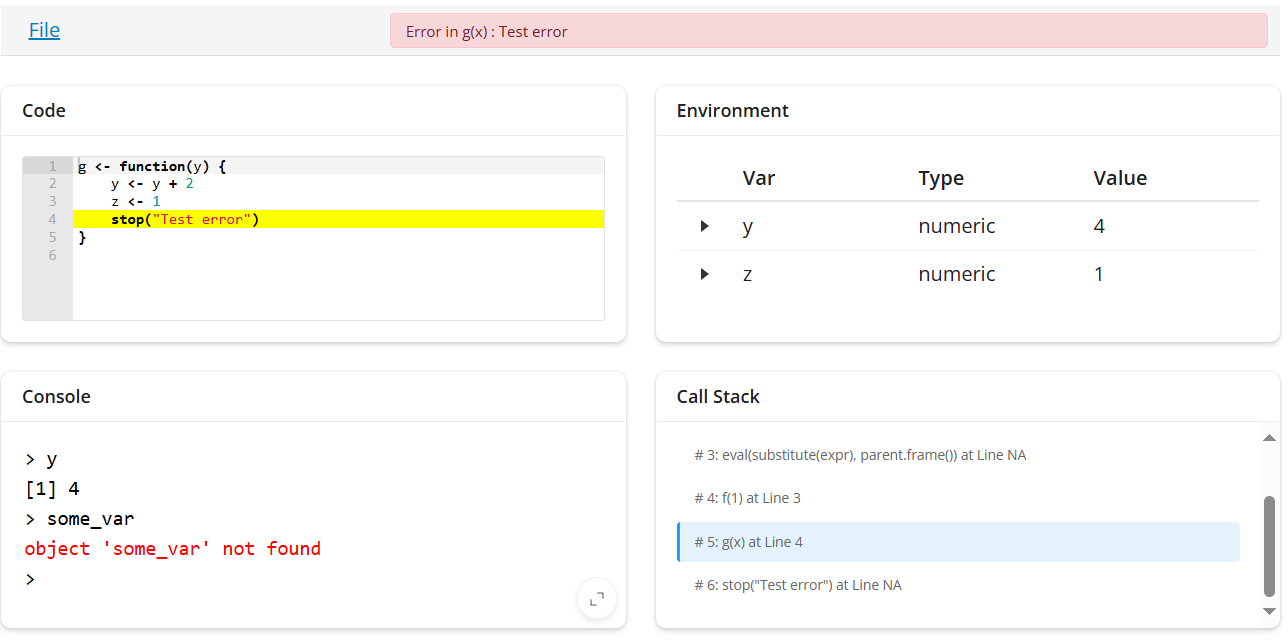 File
Error in g(x) : Test error
Code
1 g <- function(y) {
2     y <- y + 2
3     z <- 1
4     stop("Test error")
5 }
6
Environment
Var Type Value
y numeric 4
z numeric 1
Console
> y
[1] 4
> some_var
object 'some_var' not found
>
Call Stack
# 3: eval(substitute(expr), parent.frame()) at Line NA
# 4: f(1) at Line 3
# 5: g(x) at Line 4
# 6: stop("Test error") at Line NA